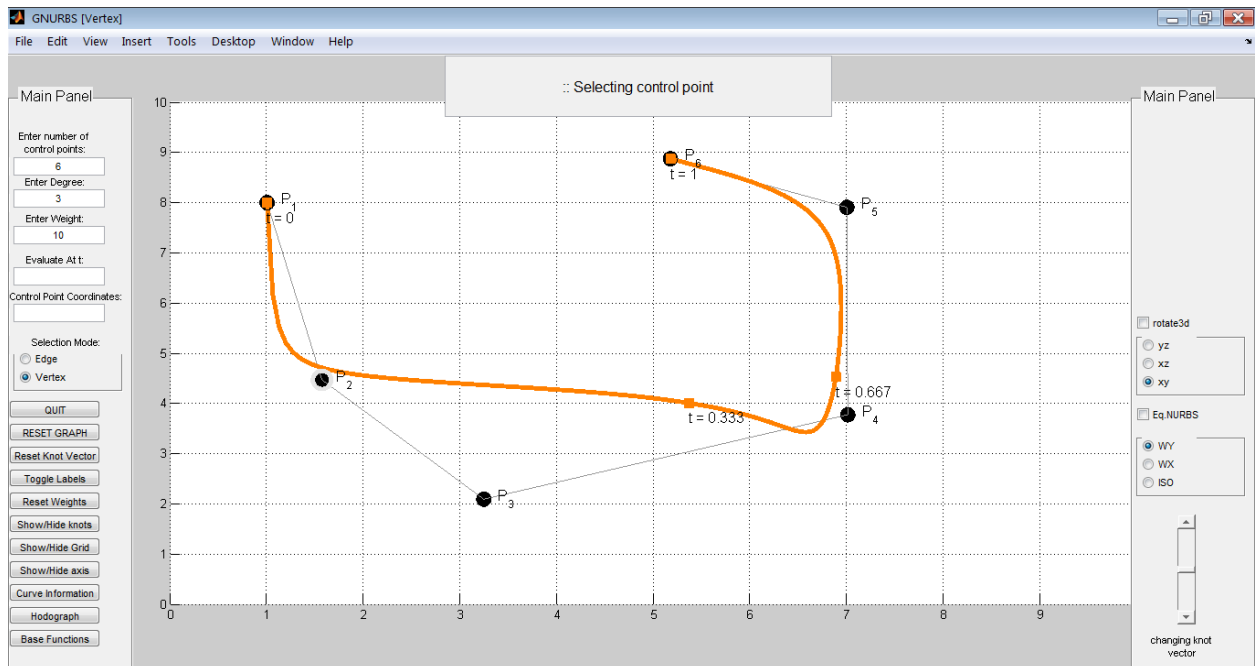 GNURBS [Vertex]
File Edit View Insert Tools Desktop Window Help
:: Selecting control point
Main Panel
Enter number of
control points:
6
Enter Degree:
3
Enter Weight:
10
Evaluate At t:
Control Point Coordinates:
Selection Mode:
Edge
Vertex
QUIT
RESET GRAPH
Reset Knot Vector
Toggle Labels
Reset Weights
Show/Hide knots
Show/Hide Grid
Show/Hide axis
Curve Information
Hodograph
Base Functions
10
9
8
7
6
5
4
3
2
1
0
0 1 2 3 4 5 6 7 8 9
P6
t = 1
P1
t = 0
P5
P2
t = 0.667
t = 0.333
P4
P3
Main Panel
rotate3d
yz
xz
xy
Eq.NURBS
WY
WX
ISO
changing knot
vector